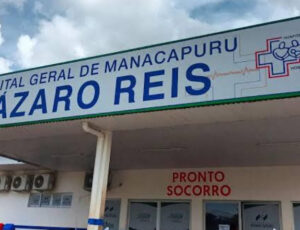 ITAL GERAL DE MANACAPURU
ÁZARO REIS
PRONTO
SOCORRO